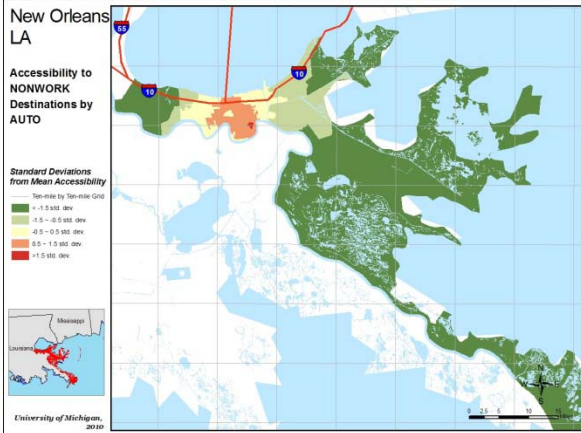 New Orleans
LA
Accessibility to
NONWORK
Destinations by
AUTO
Standard Deviations
from Mean Accessibility
Ten-mile by Ten-mile Grid
< -1.5 std. dev.
-1.5 ~ -0.5 std. dev.
-0.5 ~ 0.5 std. dev.
0.5 ~ 1.5 std. dev.
>1.5 std. dev.
Mississippi
Louisiana
University of Michigan,
2010
55
10
10
N
S
0 2.5 5 10 15